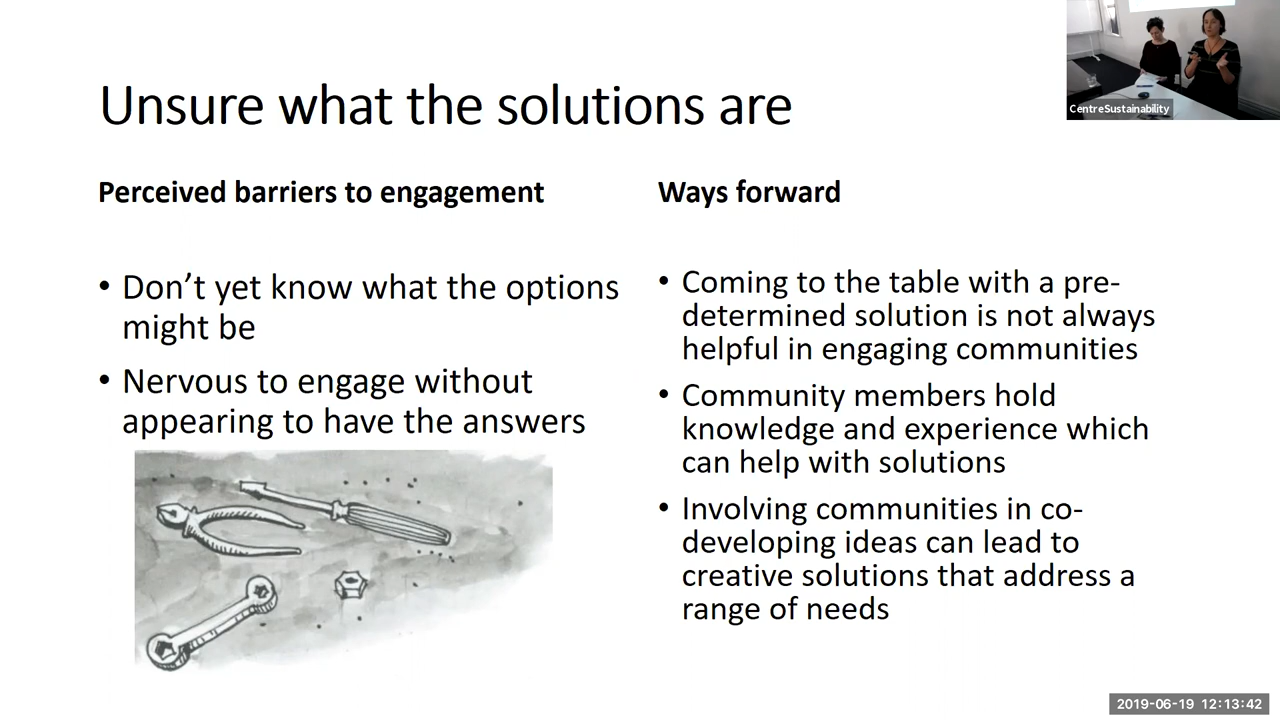 Unsure what the solutions are
CentreSustainability
Perceived barriers to engagement
• Don’t yet know what the options
might be
• Nervous to engage without
appearing to have the answers
Ways forward
• Coming to the table with a pre-
determined solution is not always
helpful in engaging communities
• Community members hold
knowledge and experience which
can help with solutions
• Involving communities in co-
developing ideas can lead to
creative solutions that address a
range of needs
2019-06-19 12:13:42